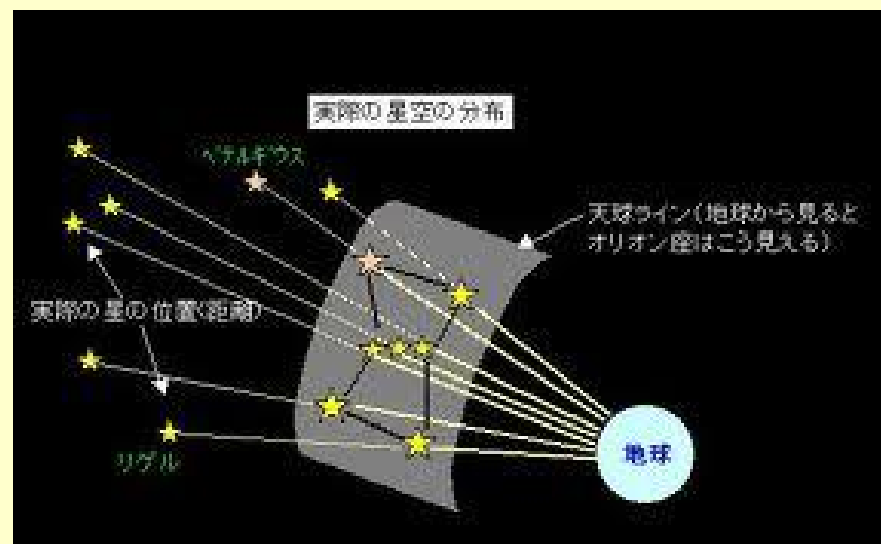 実際の星空の分布
ベテルギウス
天球ライン(地球から見ると
オリオン座はこう見える)
実際の星の位置(距離)
リゲル
地球